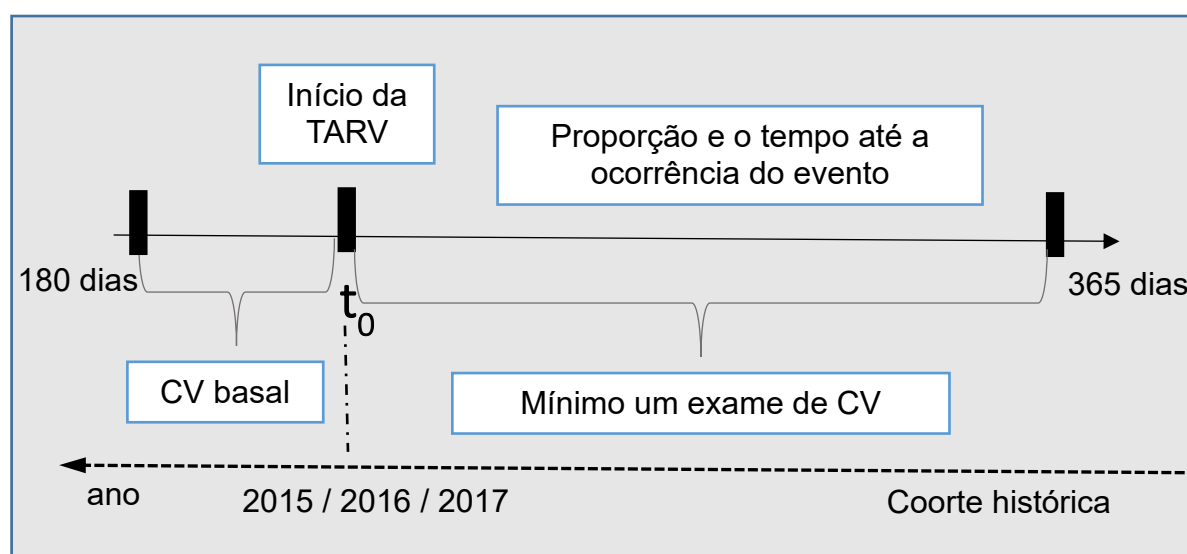 Início da
TARV
Proporção e o tempo até a
ocorrência do evento
180 dias
t0
365 dias
CV basal
Mínimo um exame de CV
ano
2015 / 2016 / 2017
Coorte histórica